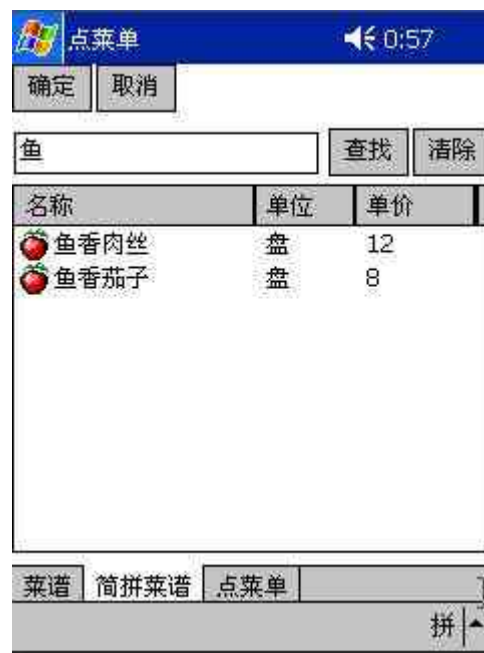 点菜单 0:57
确定 取消
鱼 查找 清除
名称 单位 单价
鱼香肉丝 盘 12
鱼香茄子 盘 8
菜谱 简拼菜谱 点菜单
拼